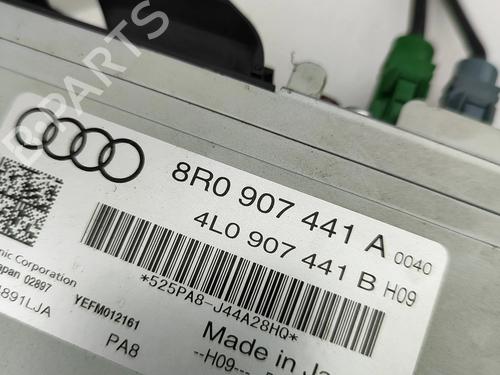 B-PARTS
8R0 907 441 A 0040
4L0 907 441 B H09
*525PA8-J44A28HQ*
nic Corporation
apan 02897
891LJA
YEFM012161
PA8
Made in Ja
--H09---